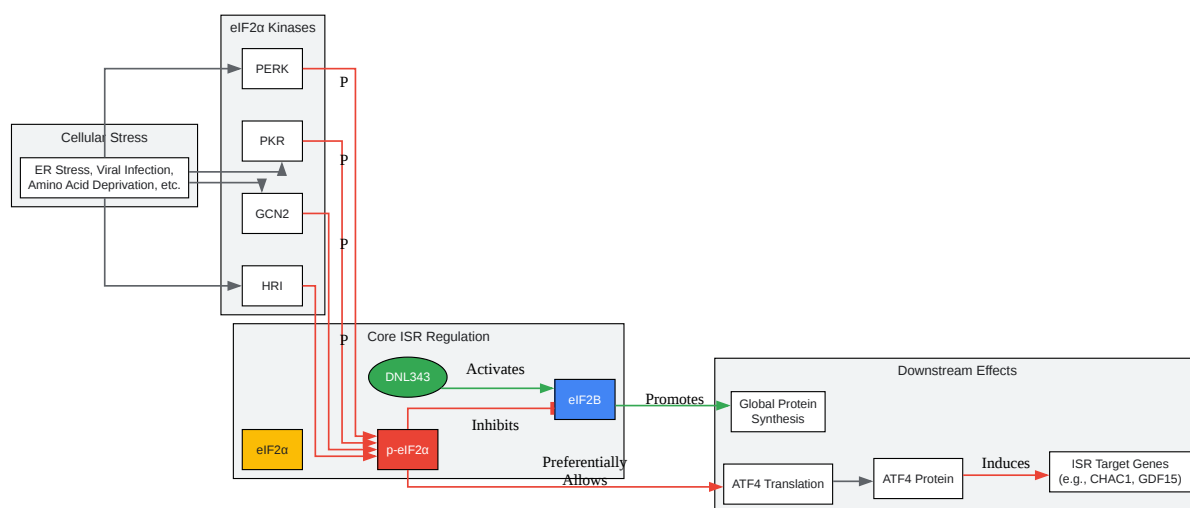 eIF2α Kinases
PERK
P
Cellular Stress
ER Stress, Viral Infection,
Amino Acid Deprivation, etc.
PKR
P
GCN2
P
HRI
Core ISR Regulation
P
DNL343
Activates
eIF2B
Inhibits
eIF2α
p-eIF2α
Promotes
Preferentially
Allows
Downstream Effects
Global Protein
Synthesis
ATF4 Translation
ATF4 Protein
Induces
ISR Target Genes
(e.g., CHAC1, GDF15)